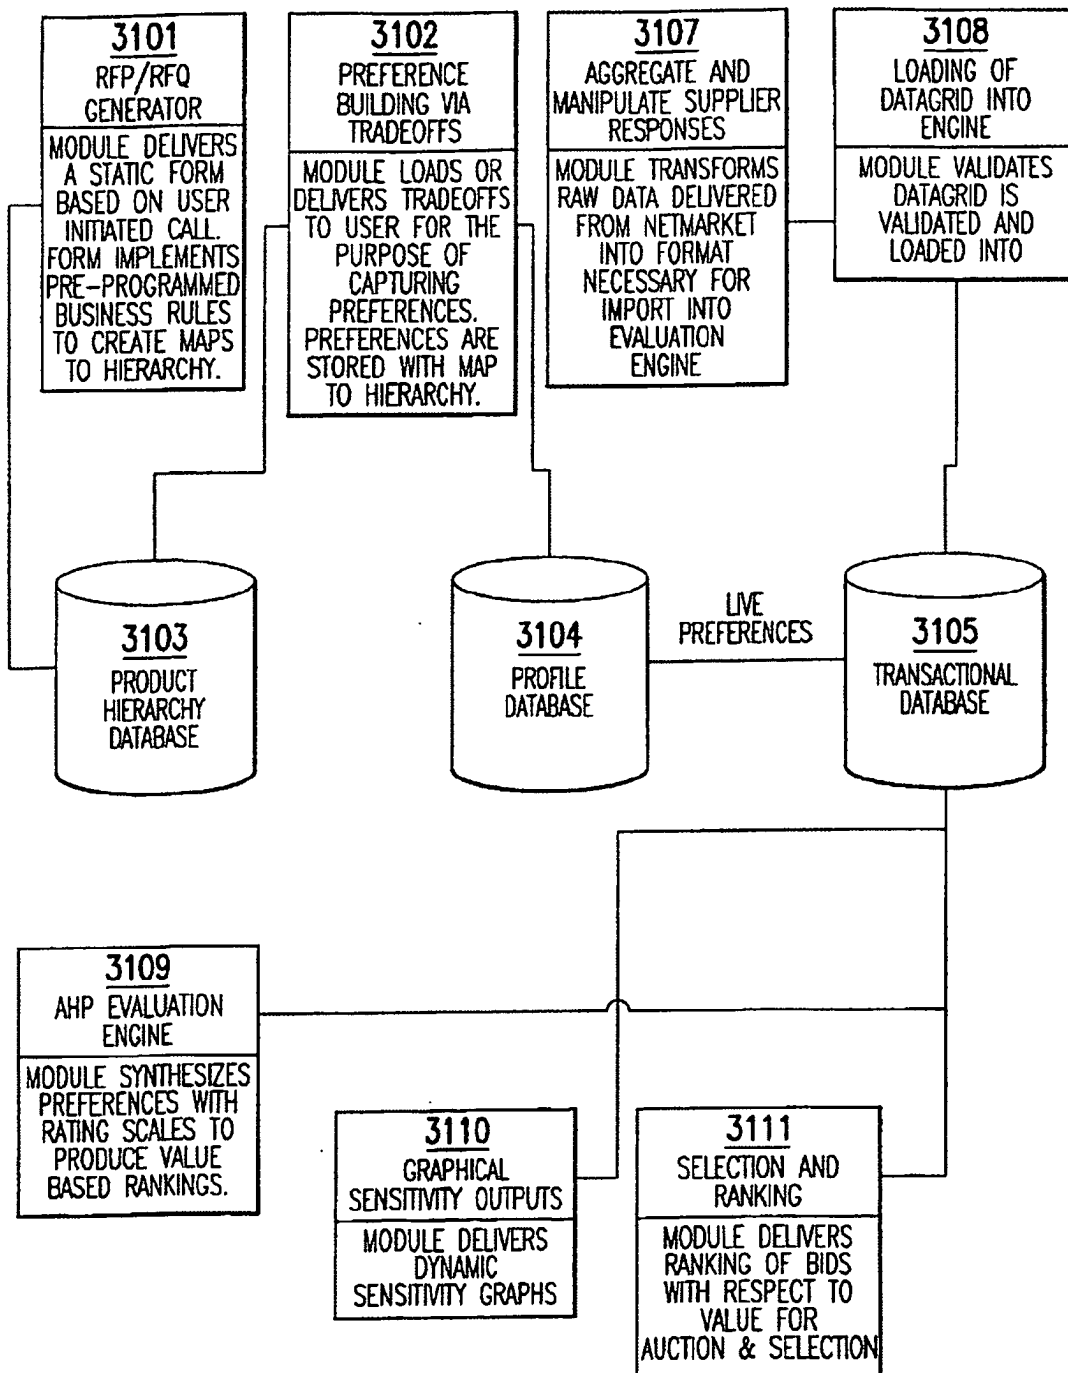 3101
RFP/RFQ
GENERATOR
MODULE DELIVERS
A STATIC FORM
BASED ON USER
INITIATED CALL.
FORM IMPLEMENTS
PRE-PROGRAMMED
BUSINESS RULES
TO CREATE MAPS
TO HIERARCHY.
3102
PREFERENCE
BUILDING VIA
TRADEOFFS
MODULE LOADS OR
DELIVERS TRADEOFFS
TO USER FOR THE
PURPOSE OF
CAPTURING
PREFERENCES.
PREFERENCES ARE
STORED WITH MAP
TO HIERARCHY.
3107
AGGREGATE AND
MANIPULATE SUPPLIER
RESPONSES
MODULE TRANSFORMS
RAW DATA DELIVERED
FROM NETMARKET
INTO FORMAT
NECESSARY FOR
IMPORT INTO
EVALUATION
ENGINE
3108
LOADING OF
DATAGRID INTO
ENGINE
MODULE VALIDATES
DATAGRID IS
VALIDATED AND
LOADED INTO
3103
PRODUCT
HIERARCHY
DATABASE
3104
PROFILE
DATABASE
LIVE
PREFERENCES
3105
TRANSACTIONAL
DATABASE
3109
AHP EVALUATION
ENGINE
MODULE SYNTHESIZES
PREFERENCES WITH
RATING SCALES TO
PRODUCE VALUE
BASED RANKINGS.
3110
GRAPHICAL
SENSITIVITY OUTPUTS
MODULE DELIVERS
DYNAMIC
SENSITIVITY GRAPHS
3111
SELECTION AND
RANKING
MODULE DELIVERS
RANKING OF BIDS
WITH RESPECT TO
VALUE FOR
AUCTION & SELECTION